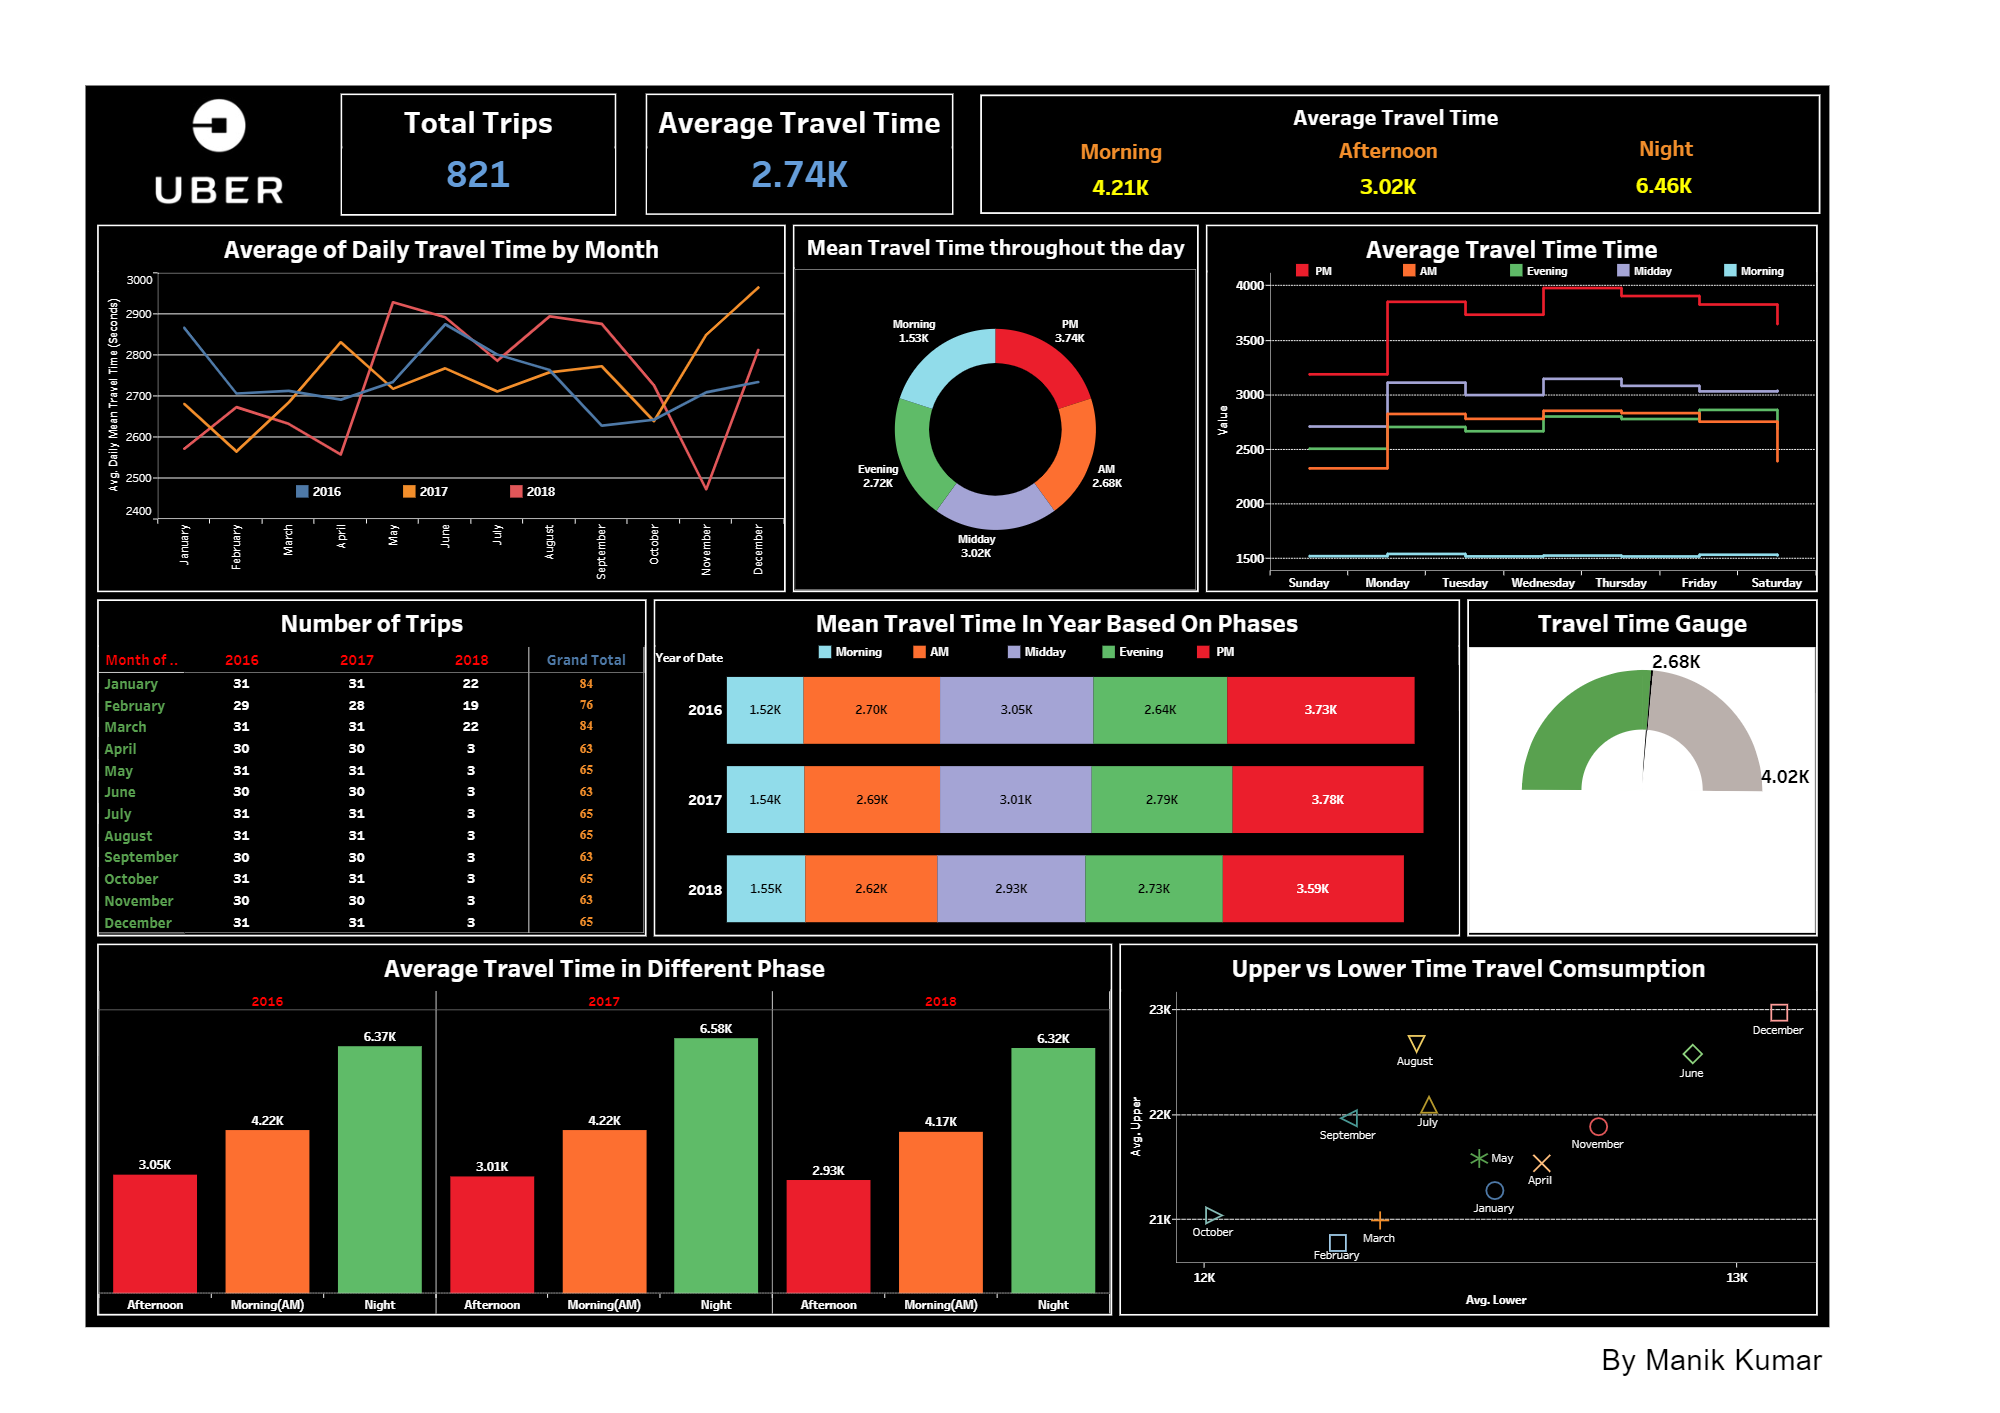 UBER
Total Trips
821
Average Travel Time
2.74K
Average Travel Time
Morning Afternoon Night
4.21K 3.02K 6.46K
Average of Daily Travel Time by Month
Avg. Daily Mean Travel Time (Seconds)
3000
2900
2800
2700
2600
2500
2400
2016 2017 2018
January February March April May June July August September October November December
Mean Travel Time throughout the day
Morning
1.53K
PM
3.74K
Evening
2.72K
AM
2.68K
Midday
3.02K
Average Travel Time Time
PM AM Evening Midday Morning
Value
4000
3500
3000
2500
2000
1500
Sunday Monday Tuesday Wednesday Thursday Friday Saturday
Number of Trips
Month of .. 2016 2017 2018 Grand Total
January 31 31 22 84
February 29 28 19 76
March 31 31 22 84
April 30 30 3 63
May 31 31 3 65
June 30 30 3 63
July 31 31 3 65
August 31 31 3 65
September 30 30 3 63
October 31 31 3 65
November 30 30 3 63
December 31 31 3 65
Mean Travel Time In Year Based On Phases
Year of Date
Morning AM Midday Evening PM
2016 1.52K 2.70K 3.05K 2.64K 3.73K
2017 1.54K 2.69K 3.01K 2.79K 3.78K
2018 1.55K 2.62K 2.93K 2.73K 3.59K
Travel Time Gauge
2.68K
4.02K
Average Travel Time in Different Phase
2016 2017 2018
3.05K 4.22K 6.37K 3.01K 4.22K 6.58K 2.93K 4.17K 6.32K
Afternoon Morning(AM) Night Afternoon Morning(AM) Night Afternoon Morning(AM) Night
Upper vs Lower Time Travel Comsumption
Avg. Upper
23K
22K
21K
December
August
June
July
September
November
May
April
January
October
March
February
12K 13K
Avg. Lower
By Manik Kumar